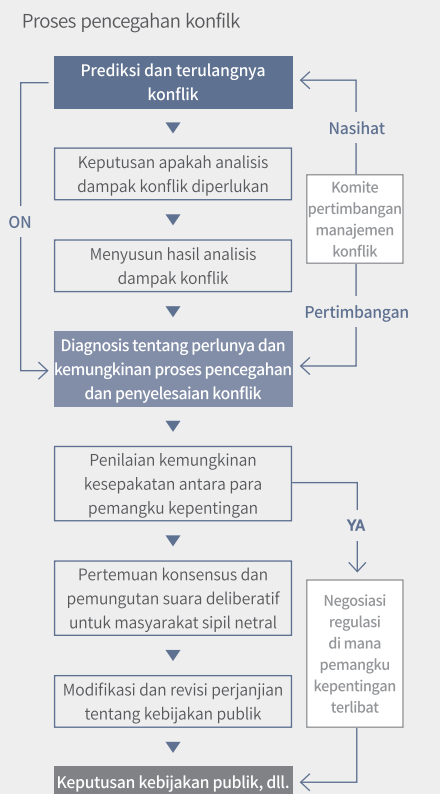 Proses pencegahan konfilk
Prediksi dan terulangnya
konflik
Nasihat
Keputusan apakah analisis
dampak konflik diperlukan
Komite
pertimbangan
manajemen
konflik
ON
Menyusun hasil analisis
dampak konflik
Pertimbangan
Diagnosis tentang perlunya dan
kemungkinan proses pencegahan
dan penyelesaian konflik
Penilaian kemungkinan
kesepakatan antara para
pemangku kepentingan
YA
Pertemuan konsensus dan
pemungutan suara deliberatif
untuk masyarakat sipil netral
Negosiasi
regulasi
di mana
pemangku
kepentingan
terlibat
Modifikasi dan revisi perjanjian
tentang kebijakan publik
Keputusan kebijakan publik, dll.